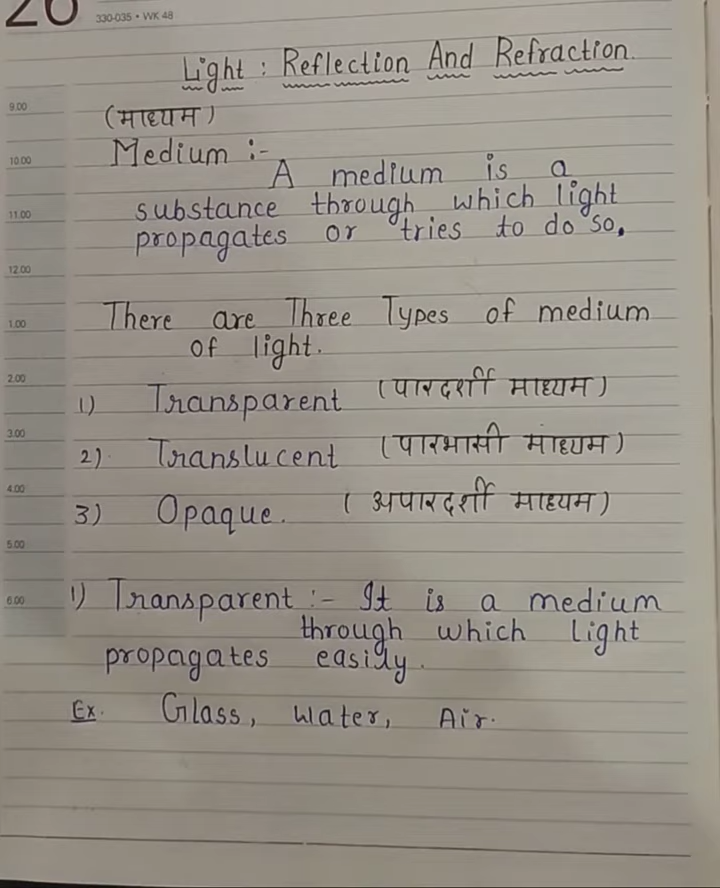 20
330-035 • WK 48
Light : Reflection And Refraction.
9.00
(माध्यम)
Medium :-
10.00
A medium is a
substance through which light
11.00
propagates or tries to do so.
12.00
There are Three Types of medium
1.00
of light.
2.00
1) Transparent (पारदर्शी माध्यम)
3.00
2) Translucent (पारभासी माध्यम)
4.00
3) Opaque. (अपारदर्शी माध्यम)
5.00
6.00
1) Transparent :- It is a medium
through which light
propagates easily.
Ex. Glass, Water, Air.